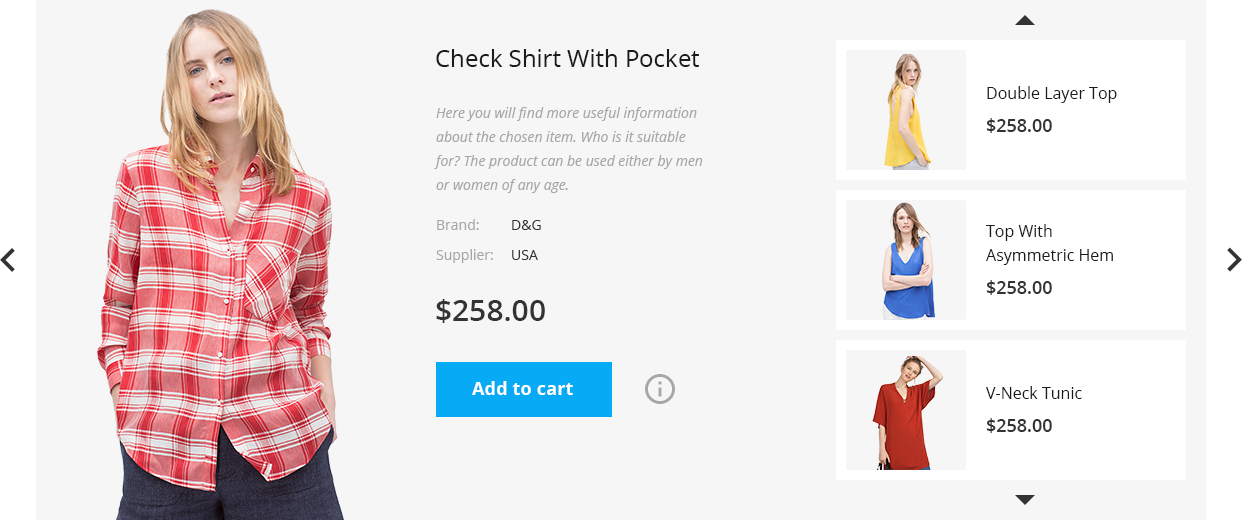 Check Shirt With Pocket
Here you will find more useful information
about the chosen item. Who is it suitable
for? The product can be used either by men
or women of any age.
Brand: D&G
Supplier: USA
$258.00
Add to cart
Double Layer Top
$258.00
Top With
Asymmetric Hem
$258.00
V-Neck Tunic
$258.00